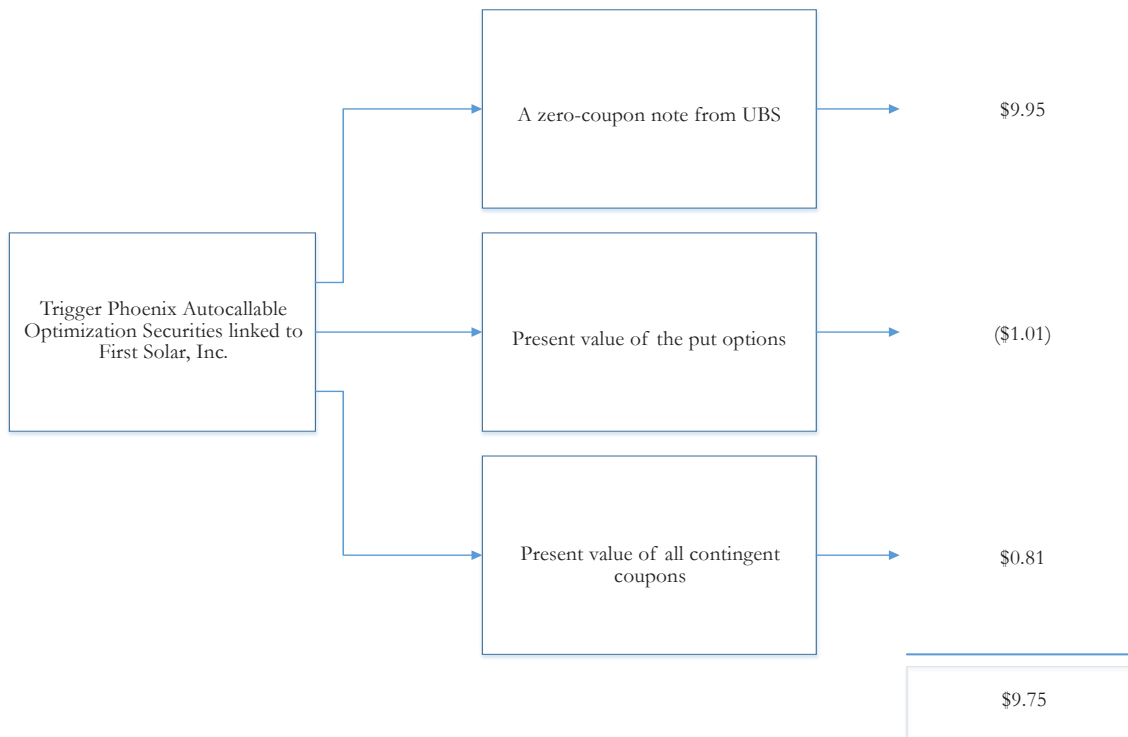 A zero-coupon note from UBS
$9.95
Trigger Phoenix Autocallable
Optimization Securities linked to
First Solar, Inc.
Present value of the put options
($1.01)
Present value of all contingent
coupons
$0.81
$9.75